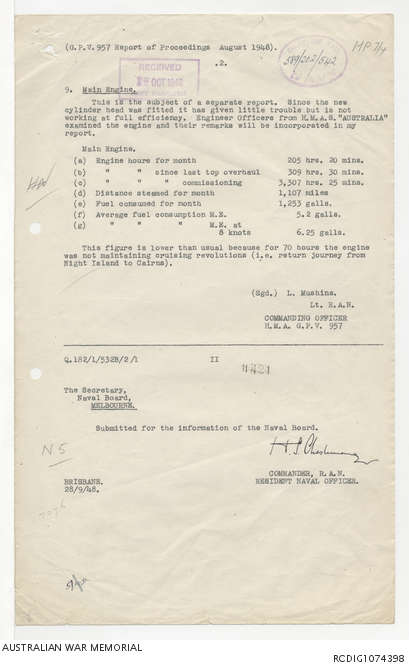 (G.P.V. 957 Report of Proceedings August 1948).
MP 7/4
.2.
RECEIVED
OCT 1948
589/202/542
9. Main Engine.
This is the subject of a separate report. Since the new
cylinder head was fitted it has given little trouble but is not
working at full efficiency. Engineer Officers from H.M.A.S. "AUSTRALIA"
examined the engine and their remarks will be incorporated in my
report.
Main Engine.
(a) Engine hours for month 205 hrs. 20 mins.
(b) " " since last top overhaul 309 hrs. 30 mins.
(c) " " " commissioning 3,307 hrs. 25 mins.
(d) Distance steamed for month 1,107 miles
(e) Fuel consumed for month 1,253 galls.
(f) Average fuel consumption M.E. 5.2 galls.
(g) " " " M.E. at
8 knots 6.25 galls.
This figure is lower than usual because for 70 hours the engine
was not maintaining cruising revolutions (i.e. return journey from
Night Island to Cairns).
(Sgd.) L. Mushins.
Lt. R.A.N.
COMMANDING OFFICER
H.M.A. G.P.V. 957
Q.182/1/532B/2/1
II
The Secretary,
Naval Board,
MELBOURNE.
Submitted for the information of the Naval Board.
N 5
COMMANDER, R.A.N.
RESIDENT NAVAL OFFICER.
BRISBANE.
28/9/48.
AUSTRALIAN WAR MEMORIAL
RCDIG1074398